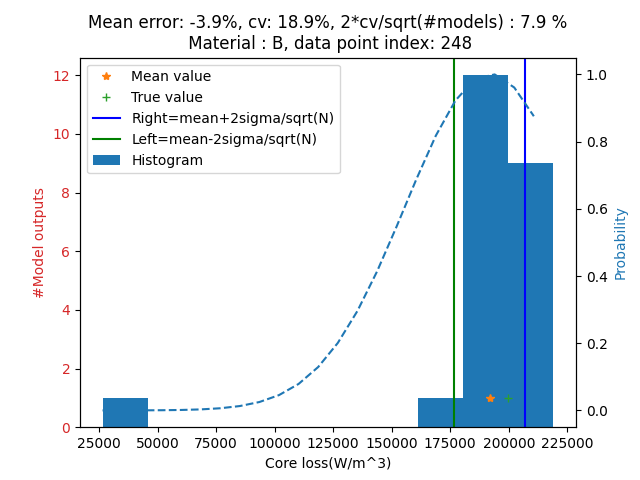 Mean error: -3.9%, cv: 18.9%, 2*cv/sqrt(#models) : 7.9 %
Material : B, data point index: 248
Mean value
True value
Right=mean+2sigma/sqrt(N)
Left=mean-2sigma/sqrt(N)
Histogram
#Model outputs
12
10
8
6
4
2
0
1.0
0.8
0.6
0.4
0.2
0.0
Probability
25000 50000 75000 100000 125000 150000 175000 200000 225000
Core loss(W/m^3)